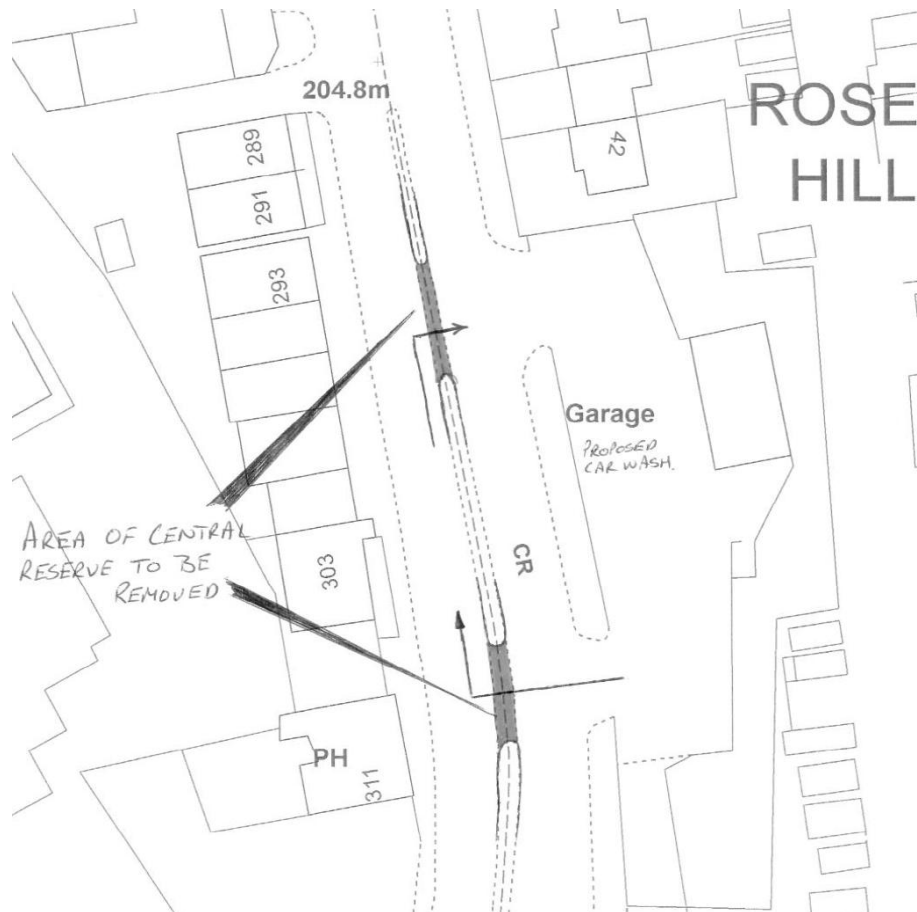 204.8m
ROSE
HILL
289
42
291
293
Garage
PROPOSED
CAR WASH.
AREA OF CENTRAL
RESERVE TO BE
REMOVED
303
CR
PH
311